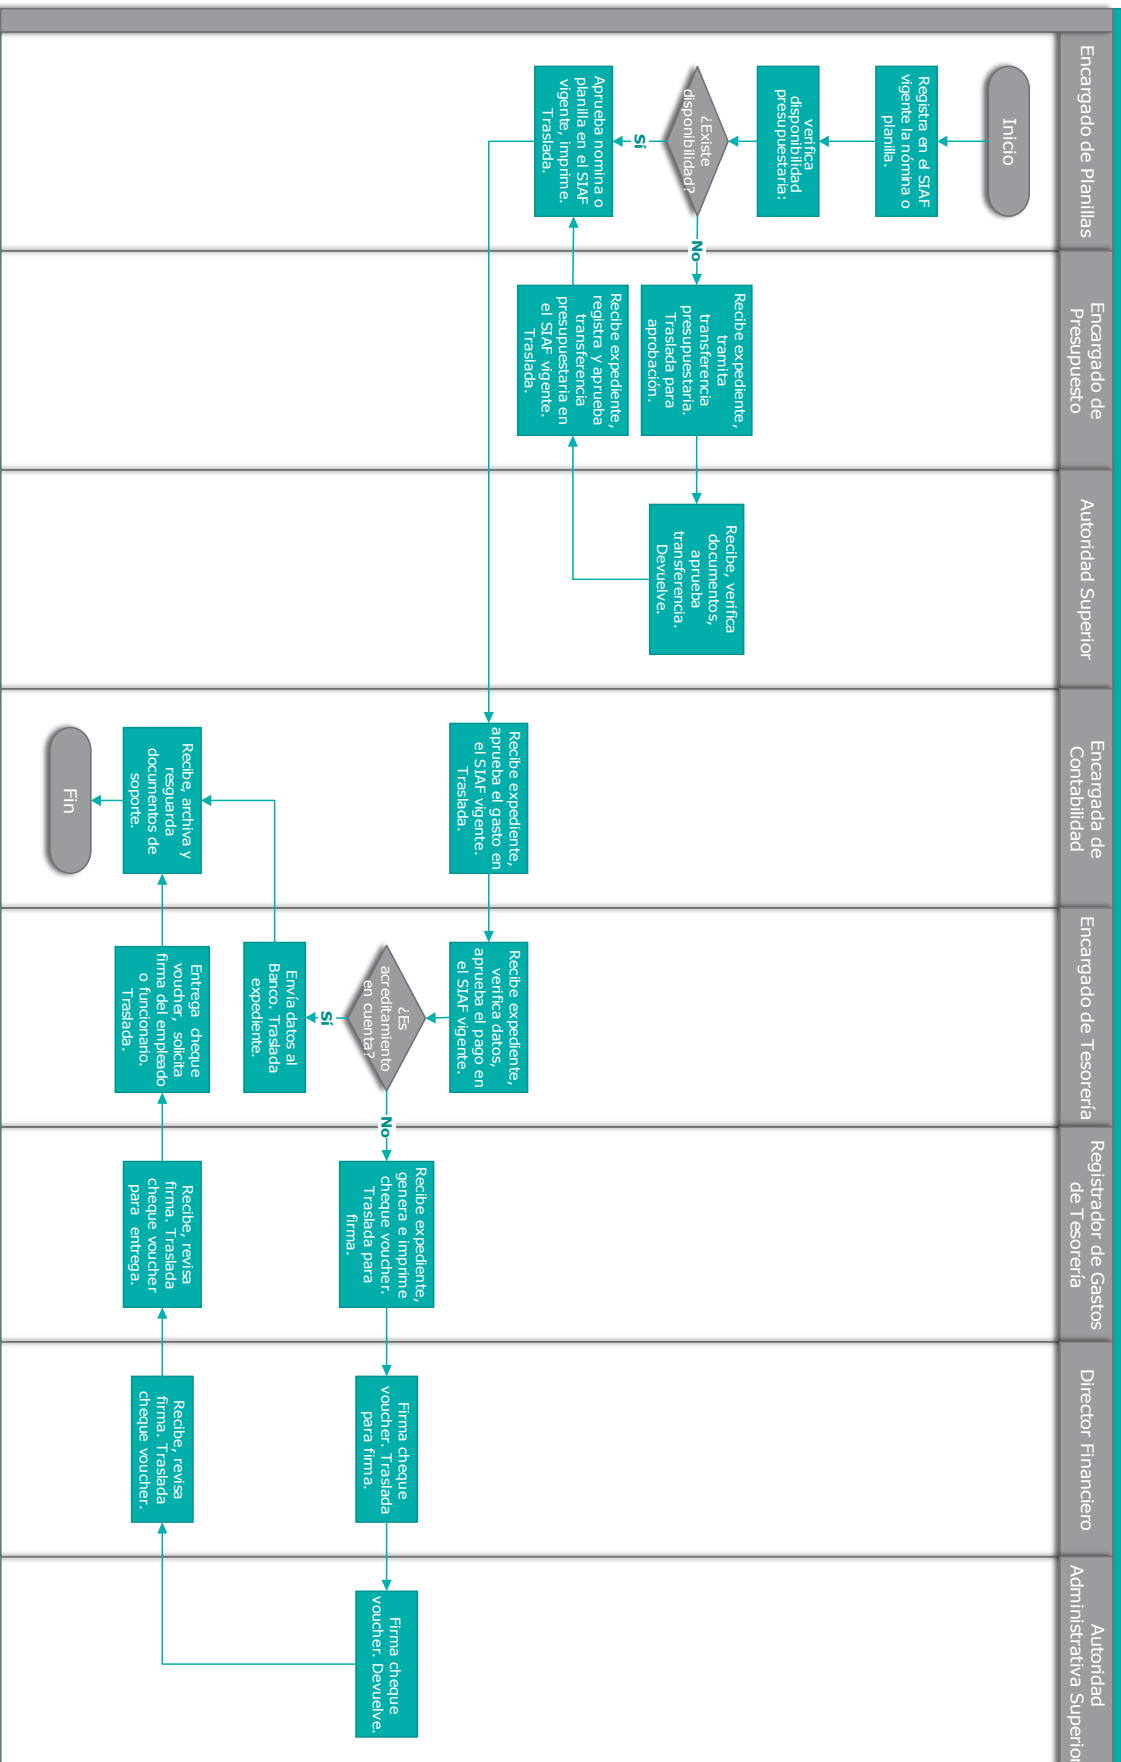 Encargado de Planillas
Encargado de
Presupuesto
Autoridad Superior
Encargada de
Contabilidad
Encargado de Tesorería
Registrador de Gastos
de Tesorería
Director Financiero
Autoridad
Administrativa Superior
Inicio
Registra en el SIAF
vigente la nómina o
planilla.
verifica
disponibilidad
presupuestaria:
¿Existe
disponibilidad?
Sí
No
Aprueba nomina o
planilla en el SIAF
vigente, imprime.
Traslada.
Recibe expediente,
tramita
transferencia
presupuestaria.
Traslada para
aprobación.
Recibe, verifica
documentos,
aprueba
transferencia.
Devuelve.
Recibe expediente,
registra y aprueba
transferencia
presupuestaria en
el SIAF vigente.
Traslada.
Recibe expediente,
aprueba el gasto en
el SIAF vigente.
Traslada.
Recibe expediente,
verifica datos,
aprueba el pago en
el SIAF vigente.
¿Es
acreditamiento
en cuenta?
Sí
No
Envía datos al
Banco. Traslada
expediente.
Recibe expediente,
genera e imprime
cheque voucher.
Traslada para
firma.
Firma cheque
voucher. Traslada
para firma.
Firma cheque
voucher. Devuelve.
Recibe, revisa
firma. Traslada
cheque voucher.
Recibe, revisa
firma. Traslada
cheque voucher
para entrega.
Entrega cheque
voucher, solicita
firma del empleado
o funcionario.
Traslada.
Recibe, archiva y
resguarda
documentos de
soporte.
Fin